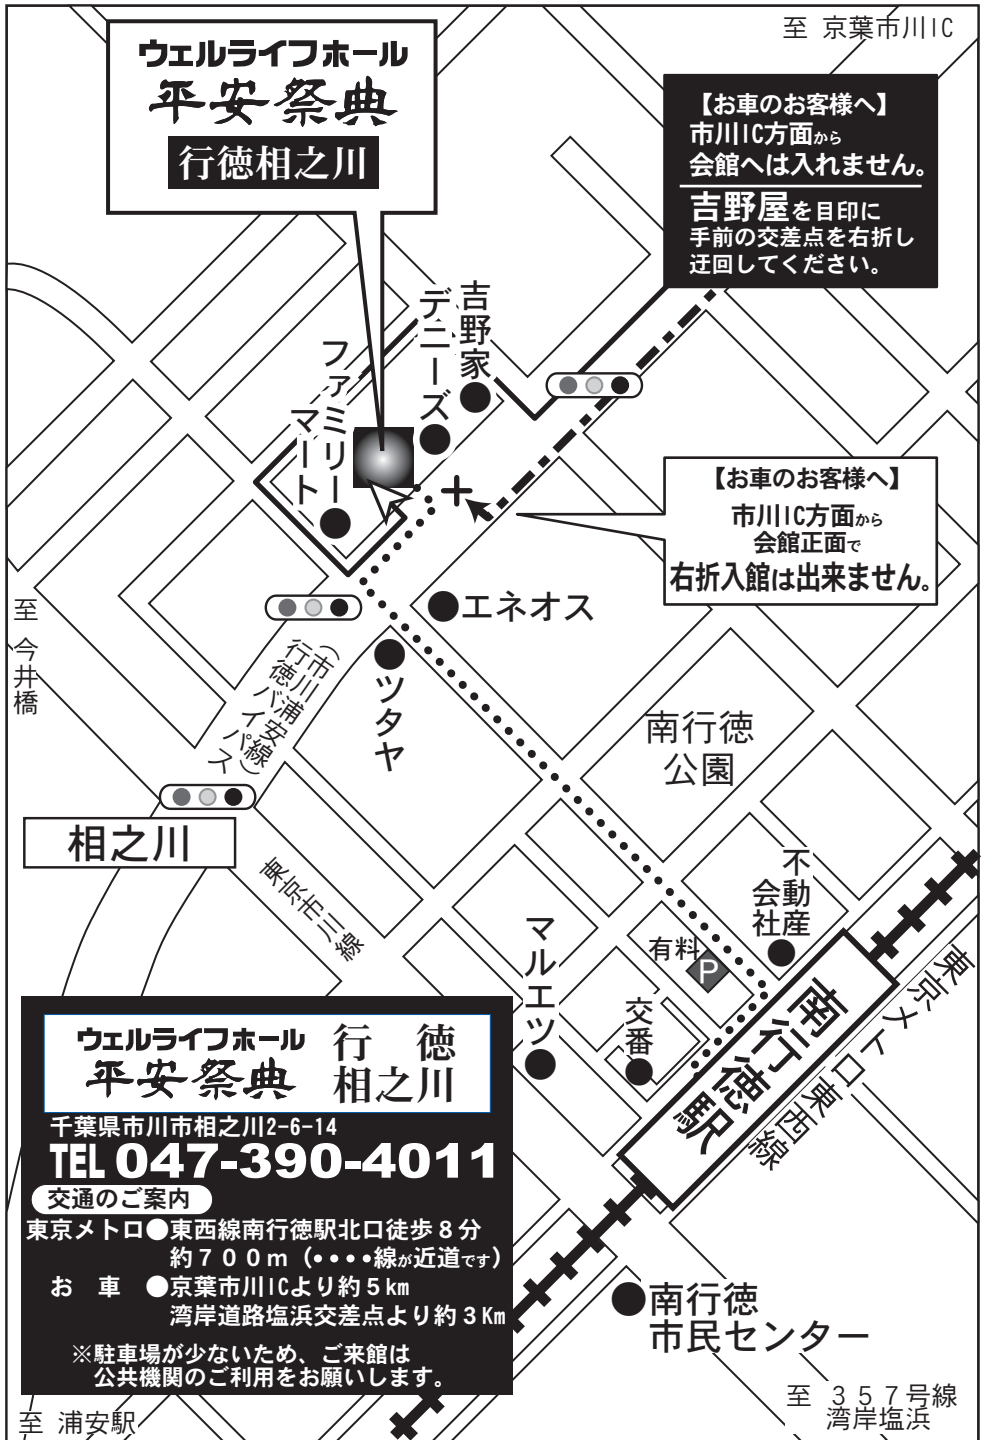 至 京葉市川IC
ウェルライフホール
平安祭典
行徳相之川
【お車のお客様へ】
市川IC方面から
会館へは入れません。
吉野屋を目印に
手前の交差点を右折し
迂回してください。
吉野家
デニーズ
ファミリーマート
【お車のお客様へ】
市川IC方面から
会館正面で
右折入館は出来ません。
エネオス
至 今井橋
ツタヤ
(市川浦安線)
行徳バイパス
南行徳
公園
相之川
東京市川線
不動産
会社
マルエツ
有料
P
交番
南行徳駅
東京メトロ東西線
ウェルライフホール
平安祭典
行 徳
相之川
千葉県市川市相之川2-6-14
TEL 047-390-4011
交通のご案内
東京メトロ●東西線南行徳駅北口徒歩８分
約７００ｍ（・・・・線が近道です）
お 車 ●京葉市川ICより約５km
湾岸道路塩浜交差点より約３Km
※駐車場が少ないため、ご来館は
公共機関のご利用をお願いします。
南行徳
市民センター
至 ３５７号線
湾岸塩浜
至 浦安駅